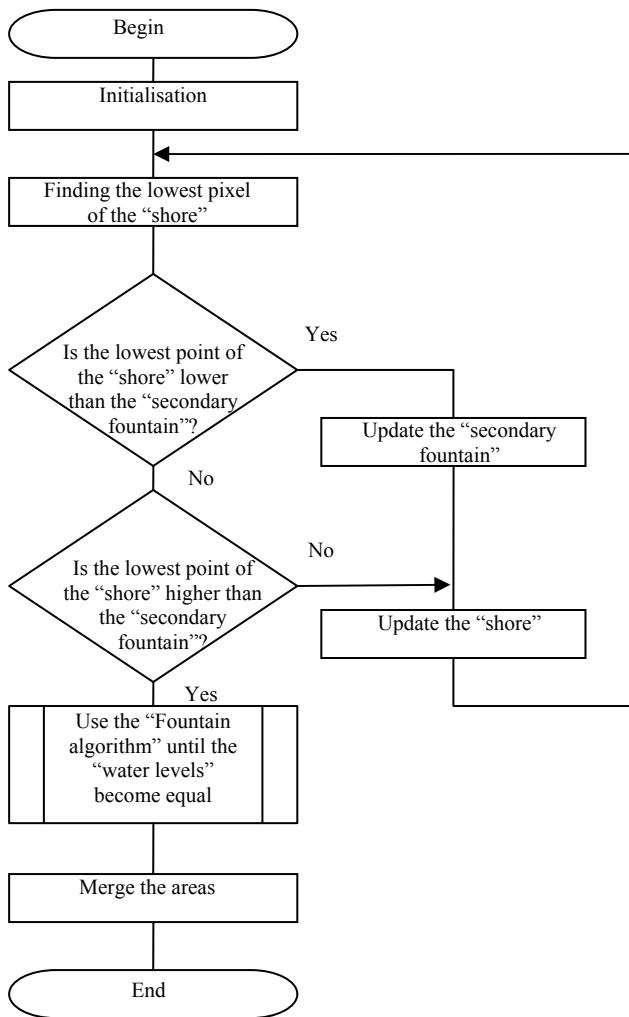 Begin
Initialisation
Finding the lowest pixel
of the “shore”
Is the lowest point of
the “shore” lower
than the “secondary
fountain”?
Yes
Update the “secondary
fountain”
No
Is the lowest point of
the “shore” higher than
the “secondary
fountain”?
No
Update the “shore”
Yes
Use the “Fountain
algorithm” until the
“water levels”
become equal
Merge the areas
End